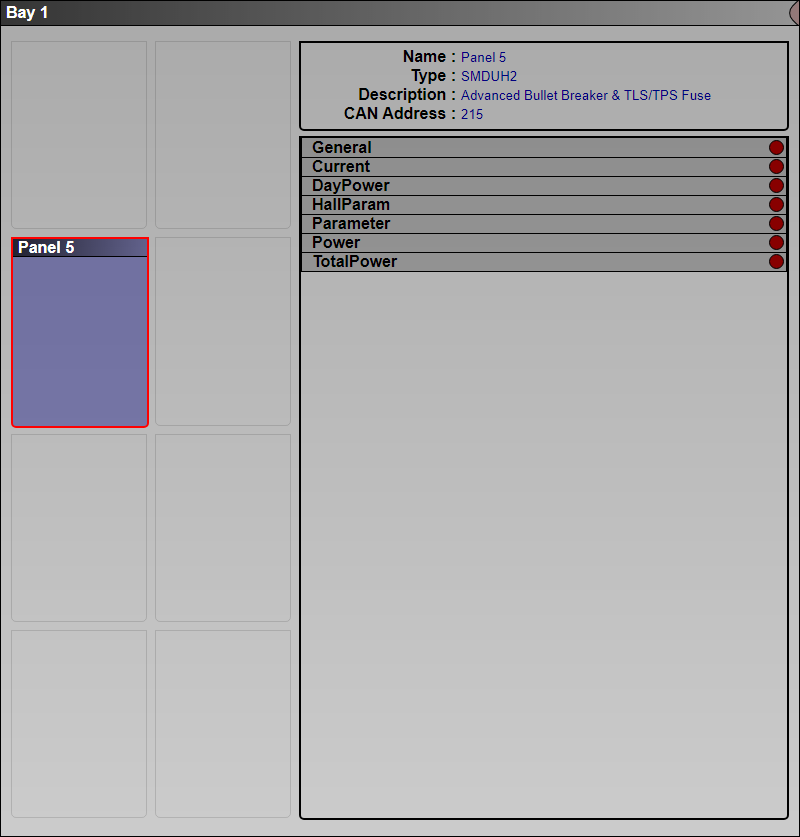 Bay 1
Panel 5
Name : Panel 5
Type : SMDUH2
Description : Advanced Bullet Breaker & TLS/TPS Fuse
CAN Address : 215
General
Current
DayPower
HallParam
Parameter
Power
TotalPower